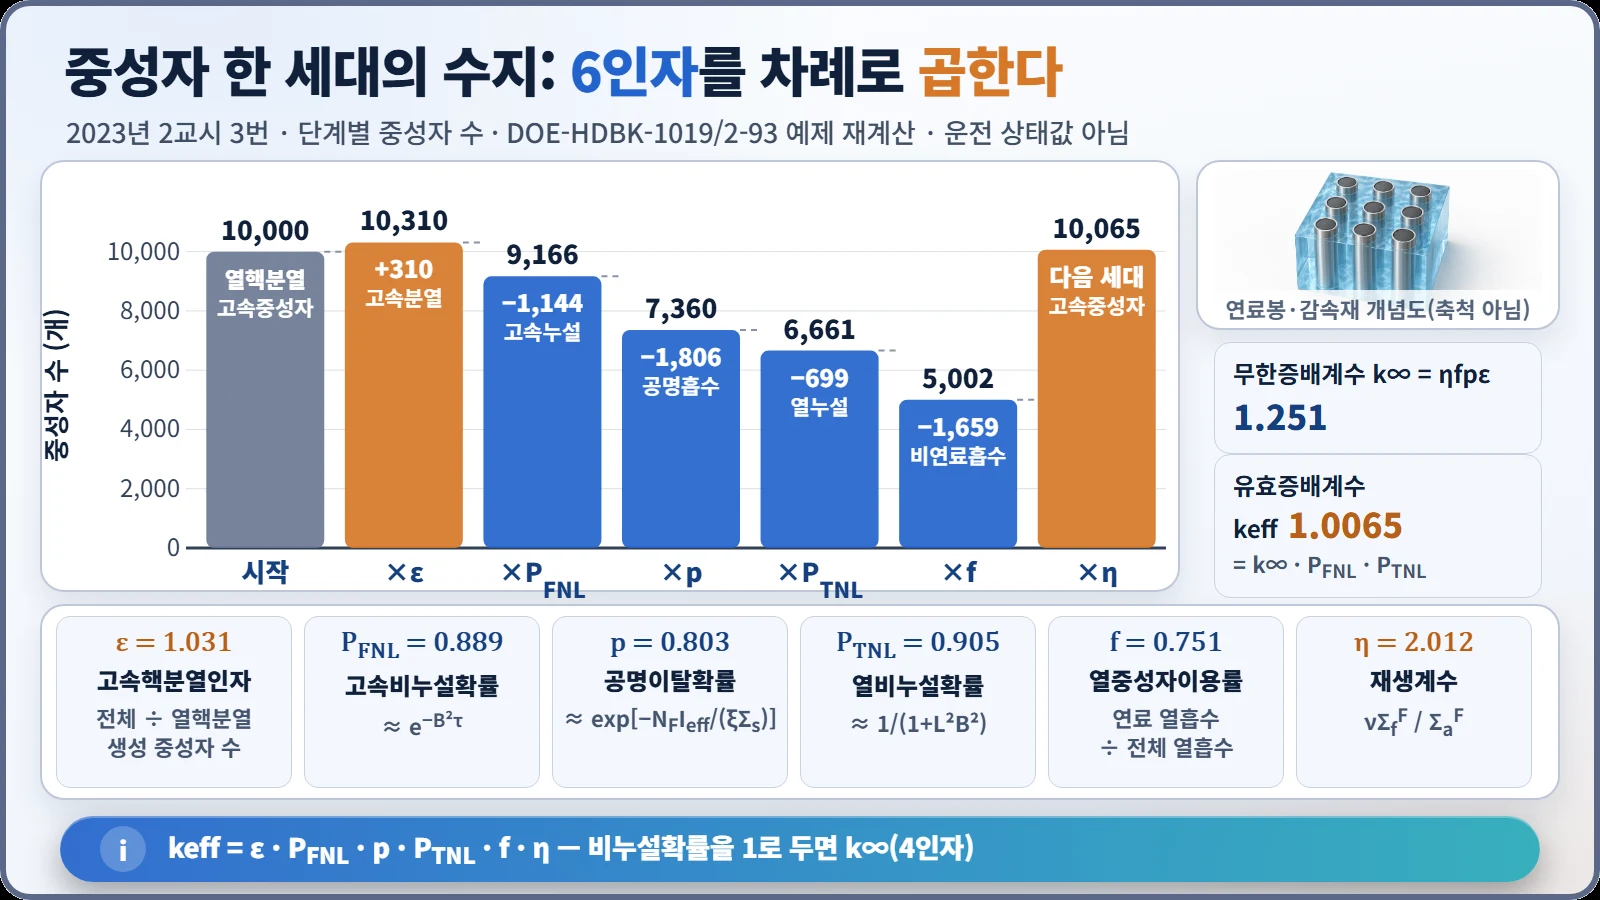 중성자 한 세대의 수지: 6인자를 차례로 곱한다
2023년 2교시 3번 · 단계별 중성자 수 · DOE-HDBK-1019/2-93 예제 재계산 · 운전 상태값 아님
중성자 수 (개)
10,000
8,000
6,000
4,000
2,000
0
10,000
열핵분열
고속중성자
시작
10,310
+310
고속분열
×ε
9,166
−1,144
고속누설
×P_FNL
7,360
−1,806
공명흡수
×p
6,661
−699
열누설
×P_TNL
5,002
−1,659
비연료흡수
×f
10,065
다음 세대
고속중성자
×η
연료봉·감속재 개념도(축척 아님)
무한증배계수 k∞ = ηfpε
1.251
유효증배계수
keff 1.0065
= k∞ · P_FNL · P_TNL
ε = 1.031
고속핵분열인자
전체 ÷ 열핵분열
생성 중성자 수
P_FNL = 0.889
고속비누설확률
≈ e^−B²τ
p = 0.803
공명이탈확률
≈ exp[−N_F I_eff/(ξΣ_s)]
P_TNL = 0.905
열비누설확률
≈ 1/(1+L²B²)
f = 0.751
열중성자이용률
연료 열흡수
÷ 전체 열흡수
η = 2.012
재생계수
νΣ_f^F / Σ_a^F
i
keff = ε · P_FNL · p · P_TNL · f · η — 비누설확률을 1로 두면 k∞(4인자)